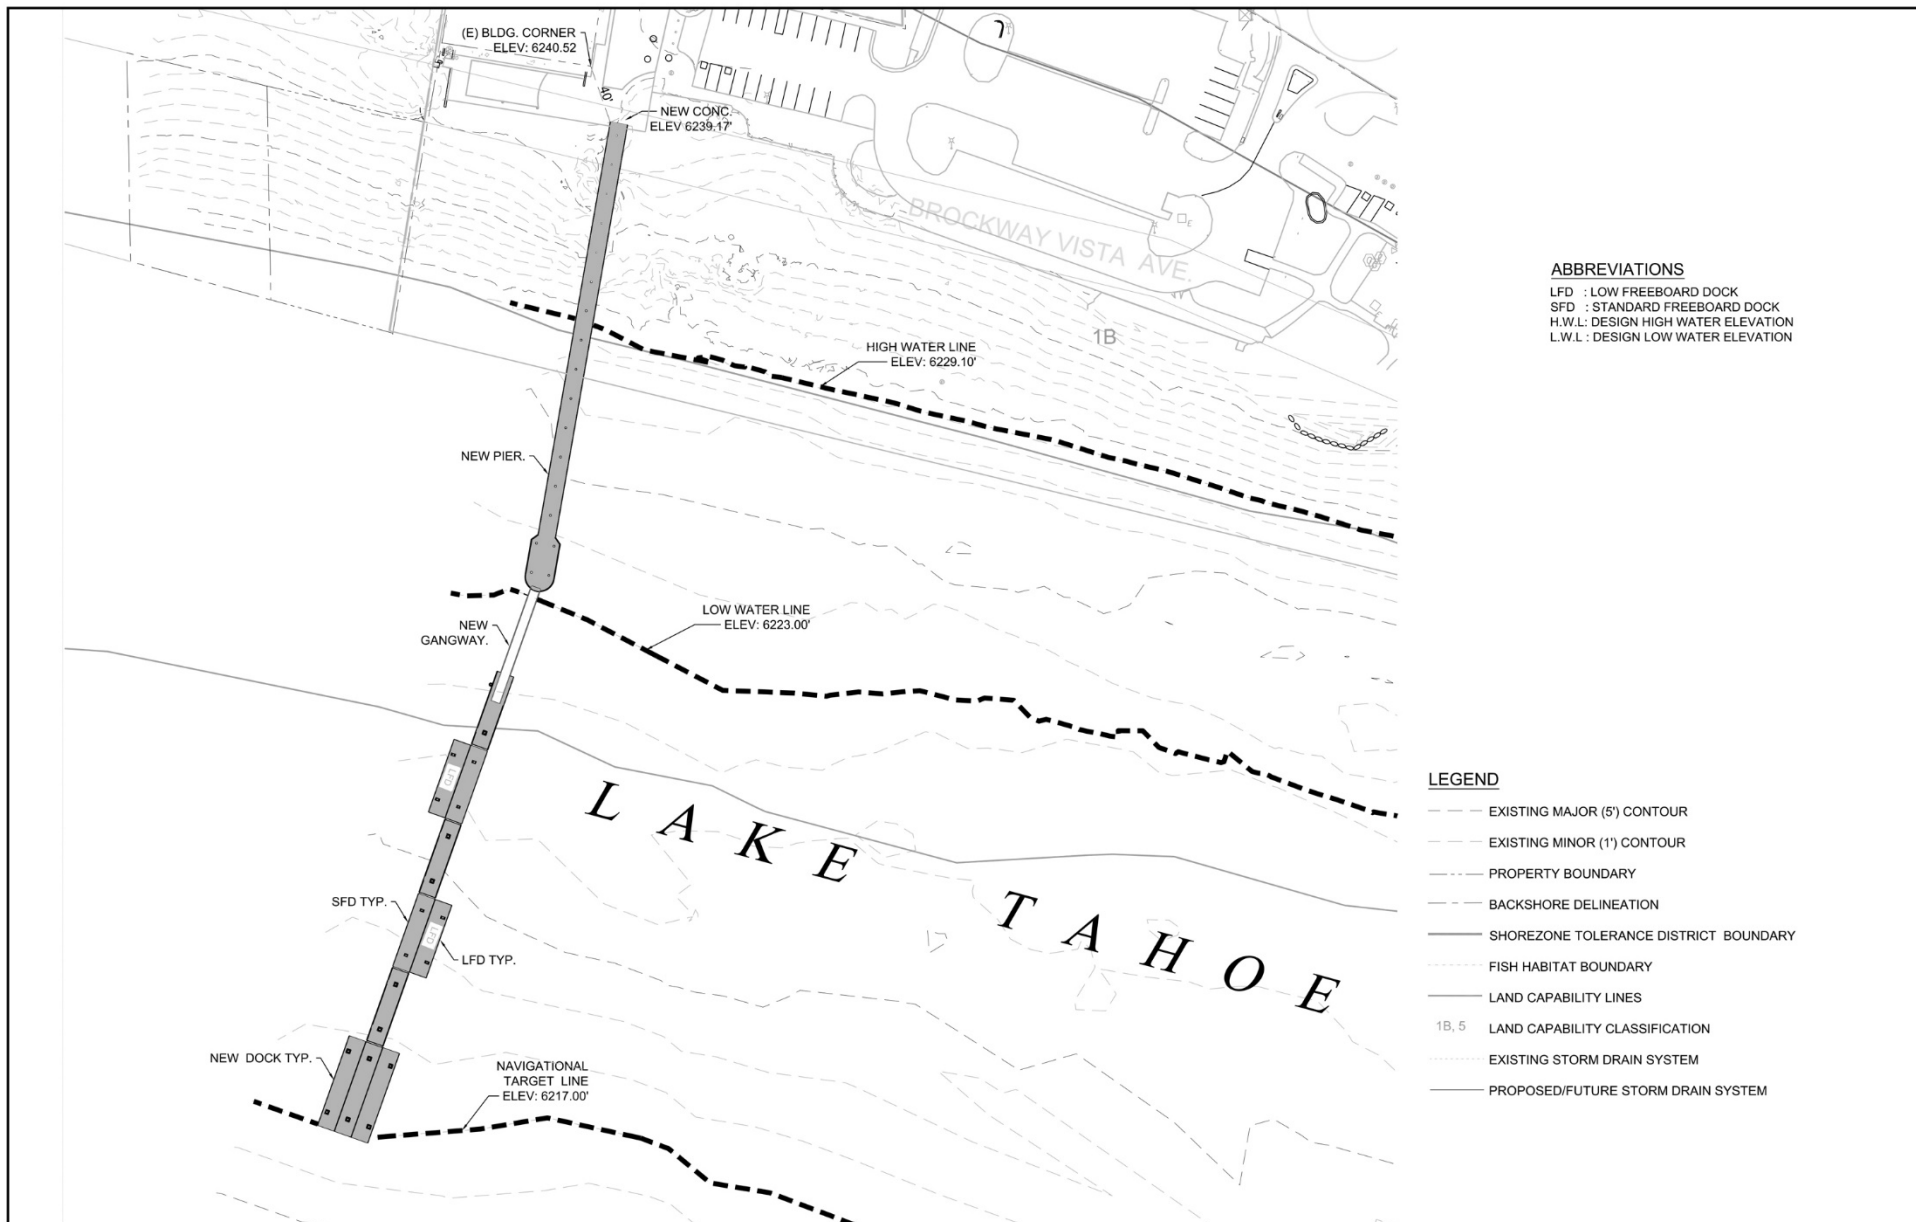 (E) BLDG. CORNER
ELEV: 6240.52
40'
NEW CONC.
ELEV 6239.17'
BROCKWAY VISTA AVE.
1B
HIGH WATER LINE
ELEV: 6229.10'
NEW PIER.
LOW WATER LINE
ELEV: 6223.00'
NEW
GANGWAY.
LFD
LAKE TAHOE
SFD TYP.
LFD
LFD TYP.
NEW DOCK TYP.
NAVIGATIONAL
TARGET LINE
ELEV: 6217.00'
ABBREVIATIONS
LFD : LOW FREEBOARD DOCK
SFD : STANDARD FREEBOARD DOCK
H.W.L: DESIGN HIGH WATER ELEVATION
L.W.L : DESIGN LOW WATER ELEVATION
LEGEND
EXISTING MAJOR (5') CONTOUR
EXISTING MINOR (1') CONTOUR
PROPERTY BOUNDARY
BACKSHORE DELINEATION
SHOREZONE TOLERANCE DISTRICT BOUNDARY
FISH HABITAT BOUNDARY
LAND CAPABILITY LINES
1B, 5 LAND CAPABILITY CLASSIFICATION
EXISTING STORM DRAIN SYSTEM
PROPOSED/FUTURE STORM DRAIN SYSTEM